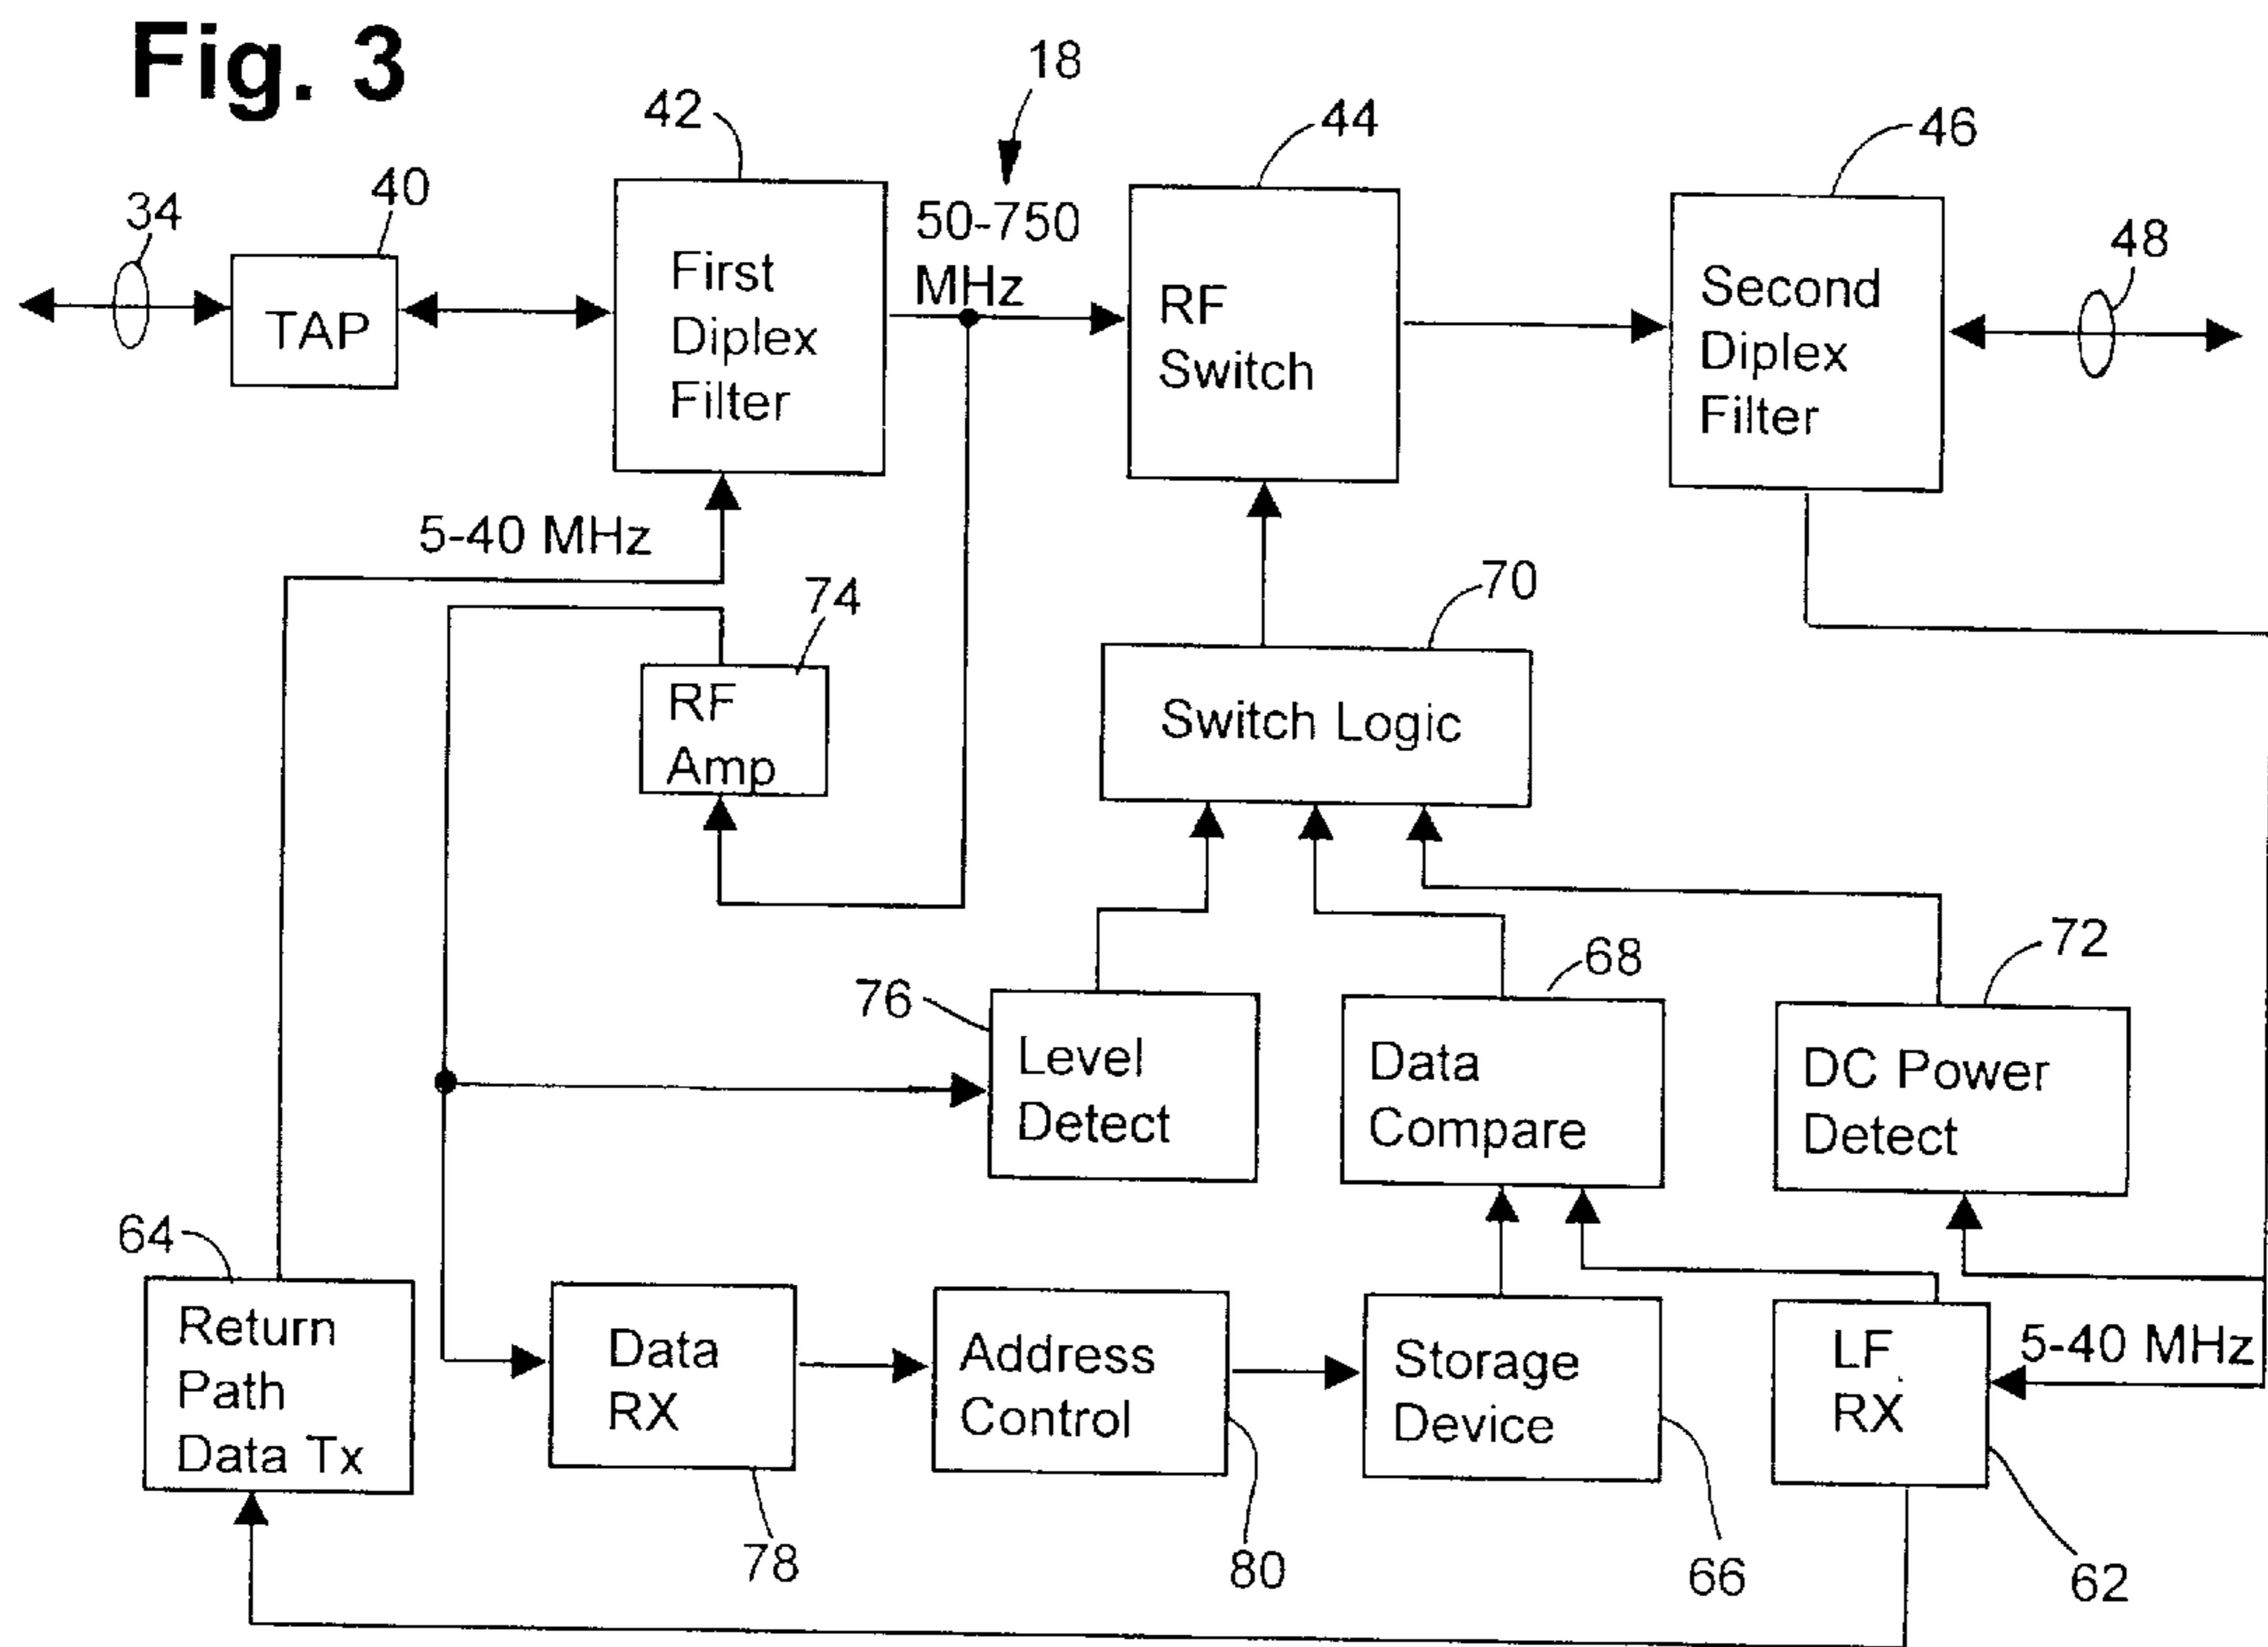 Fig. 3
18
42
44
46
40
34
48
50-750
MHz
TAP
First
Diplex
Filter
RF
Switch
Second
Diplex
Filter
5-40 MHz
74
70
RF
Amp
Switch Logic
76
68
72
Level
Detect
Data
Compare
DC Power
Detect
64
Return
Path
Data Tx
Data
RX
Address
Control
Storage
Device
LF
RX
5-40 MHz
78
80
66
62